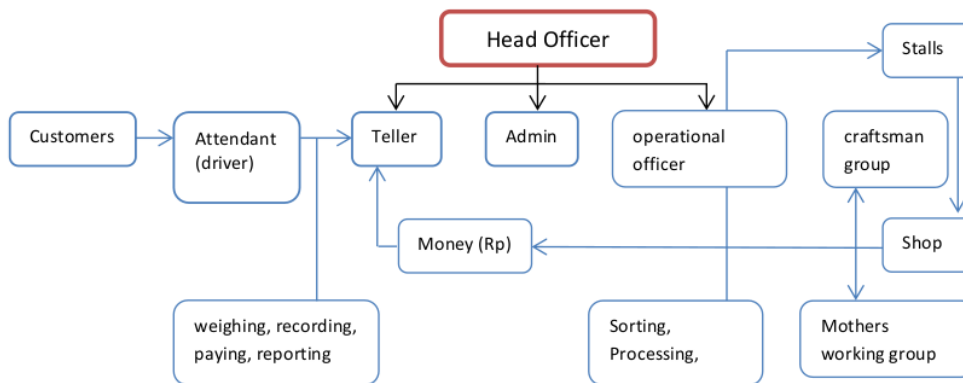 Head Officer
Stalls
Customers
Attendant
(driver)
Teller
Admin
operational
officer
craftsman
group
Money (Rp)
Shop
weighing, recording,
paying, reporting
Sorting,
Processing,
Mothers
working group